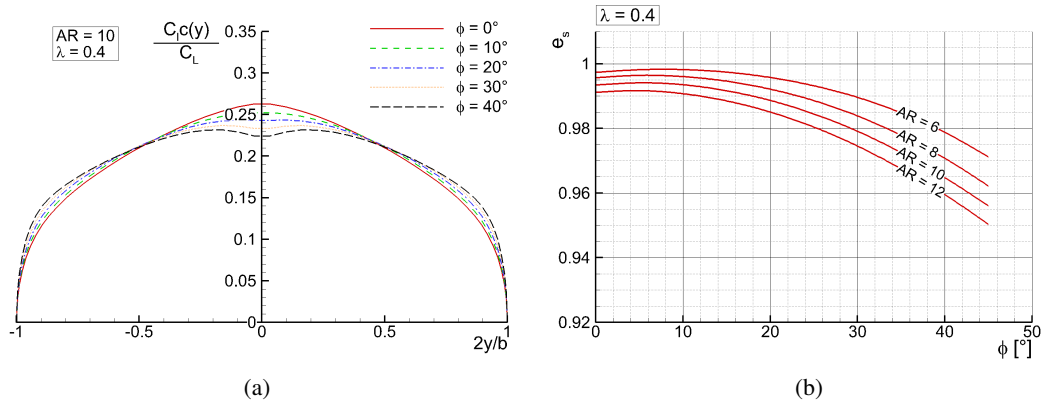 AR = 10
λ = 0.4
C_l c(y)
C_L
0.35
ϕ = 0°
ϕ = 10°
ϕ = 20°
ϕ = 30°
ϕ = 40°
0.3
0.25
0.2
0.15
0.1
0.05
0
-1
-0.5
0
0.5
1
2y/b
(a)
λ = 0.4
e_s
1
0.98
0.96
0.94
0.92
AR = 6
AR = 8
AR = 10
AR = 12
0
10
20
30
40
50
ϕ [°]
(b)